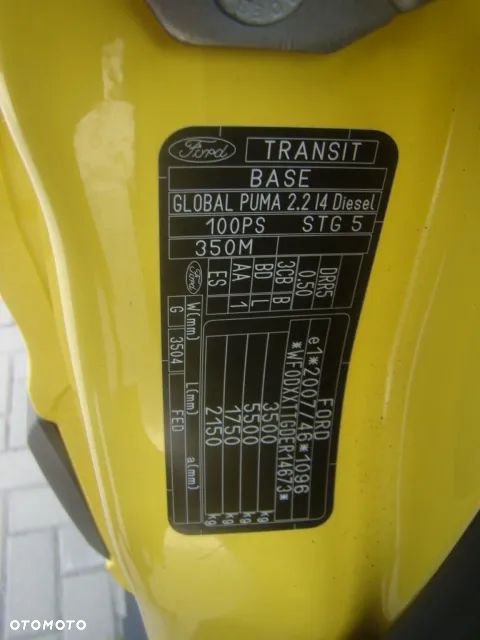 Ford TRANSIT
BASE
GLOBAL PUMA 2.2 I4 Diesel
100PS STG 5
350M
Ford
ES
AA 1
BD L
3CB B
0,50
DRR5
FORD
e1*2007/46*1096
3500 kg
5500 kg
1750 kg
2150 kg
W(mm) L(mm) a(mm)
G 3504 FED
OTOMOTO